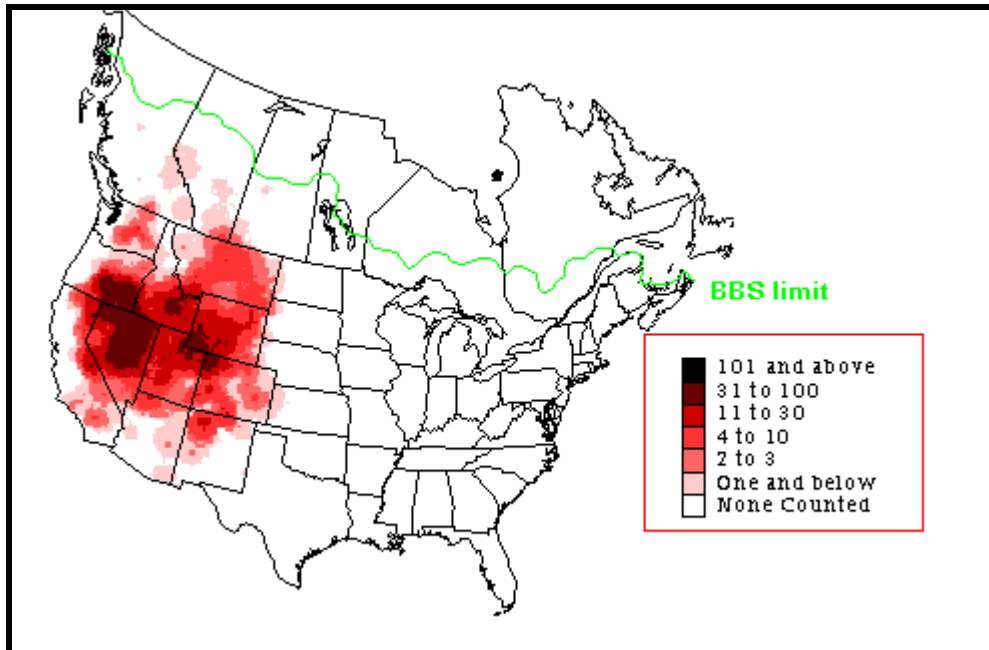 BBS limit
101 and above
31 to 100
11 to 30
4 to 10
2 to 3
One and below
None Counted